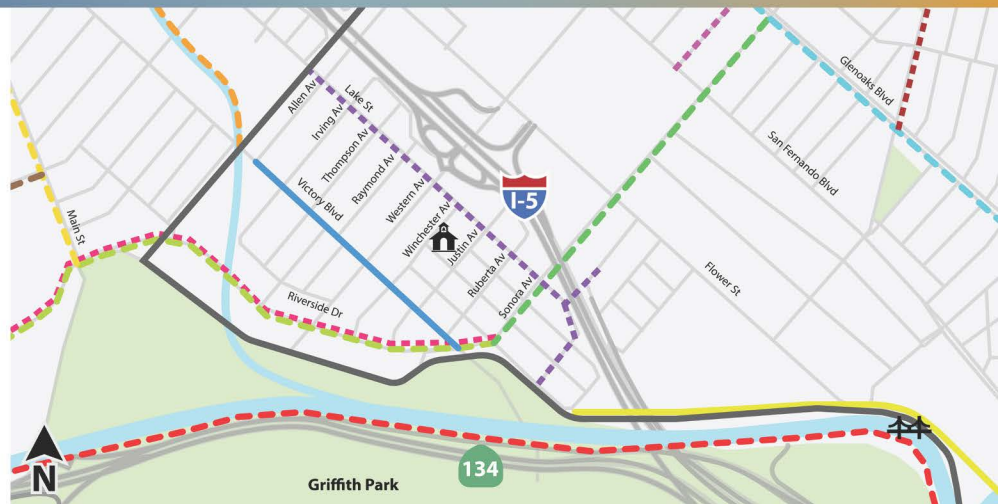 Glenoaks Blvd
Allen Av
Lake St
Irving Av
Thompson Av
San Fernando Blvd
Raymond Av
Victory Blvd
Western Av
I-5
Winchester Av
Main St
Justin Av
Ruberta Av
Flower St
Sonora Av
Riverside Dr
134
N
Griffith Park